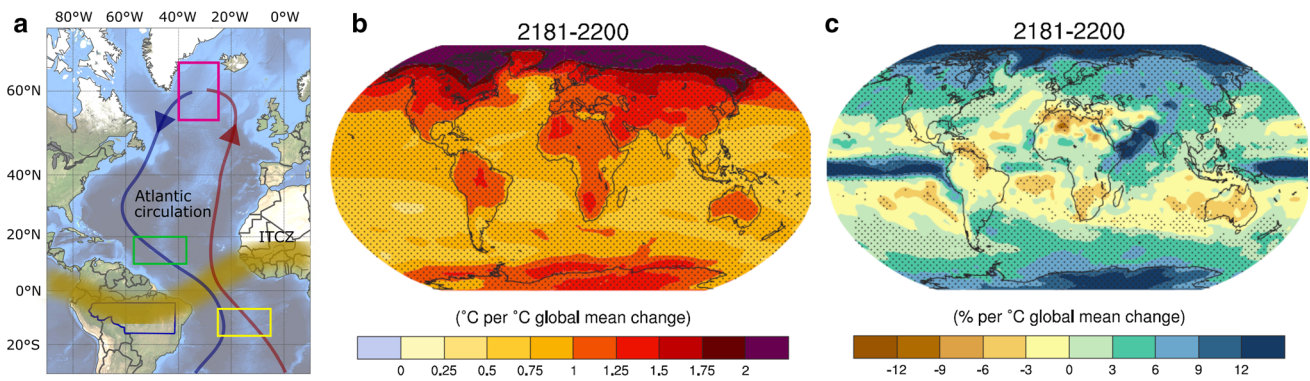 a
80°W 60°W 40°W 20°W 0°W
60°N
40°N
20°N
0°N
20°S
Atlantic
circulation
ITCZ
b
2181-2200
(°C per °C global mean change)
0 0.25 0.5 0.75 1 1.25 1.5 1.75 2
c
2181-2200
(% per °C global mean change)
-12 -9 -6 -3 0 3 6 9 12